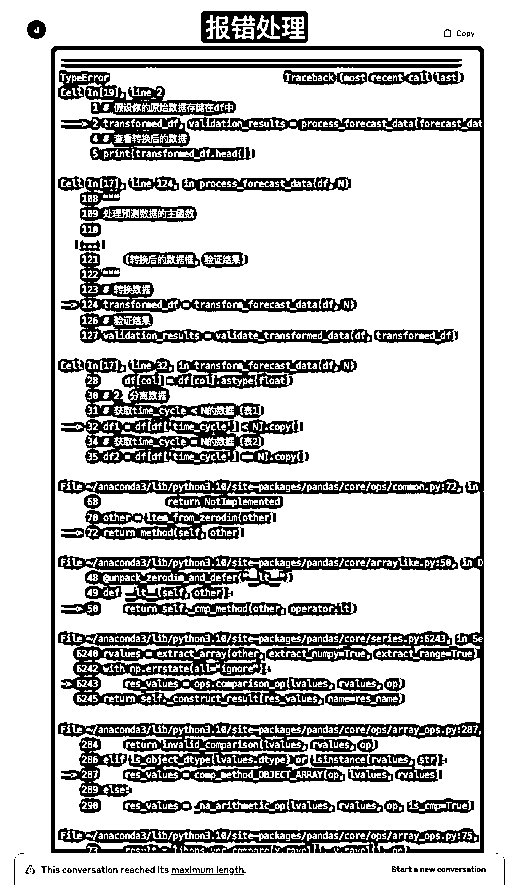 报错处理
Copy
TypeError Traceback (most recent call last)
Cell In[19], line 2
1 # 假设你的原始数据存储在df中
----> 2 transformed_df, validation_results = process_forecast_data(forecast_dat
4 # 查看转换后的数据
5 print(transformed_df.head())
Cell In[17], line 124, in process_forecast_data(df, N)
108 """
109 处理预测数据的主函数
110
(...)
121 (转换后的数据框, 验证结果)
122 """
123 # 转换数据
--> 124 transformed_df = transform_forecast_data(df, N)
126 # 验证结果
127 validation_results = validate_transformed_data(df, transformed_df)
Cell In[17], line 32, in transform_forecast_data(df, N)
28 df[col] = df[col].astype(float)
30 # 2. 分离数据
31 # 获取time_cycle < N的数据 (表1)
---> 32 df1 = df[df['time_cycle'] < N].copy()
34 # 获取time_cycle = N的数据 (表2)
35 df2 = df[df['time_cycle'] == N].copy()
File ~/anaconda3/lib/python3.10/site-packages/pandas/core/ops/common.py:72, in
68 return NotImplemented
70 other = item_from_zerodim(other)
---> 72 return method(self, other)
File ~/anaconda3/lib/python3.10/site-packages/pandas/core/arraylike.py:50, in
48 @unpack_zerodim_and_defer("__lt__")
49 def __lt__(self, other):
---> 50 return self._cmp_method(other, operator.lt)
File ~/anaconda3/lib/python3.10/site-packages/pandas/core/series.py:6243, in Se
6240 rvalues = extract_array(other, extract_numpy=True, extract_range=True)
6242 with np.errstate(all="ignore"):
-> 6243 res_values = ops.comparison_op(lvalues, rvalues, op)
6245 return self._construct_result(res_values, name=res_name)
File ~/anaconda3/lib/python3.10/site-packages/pandas/core/ops/array_ops.py:287,
284 return invalid_comparison(lvalues, rvalues, op)
286 elif is_object_dtype(lvalues.dtype) or isinstance(rvalues, str):
--> 287 res_values = comp_method_OBJECT_ARRAY(op, lvalues, rvalues)
289 else:
290 res_values = _na_arithmetic_op(lvalues, rvalues, op, is_cmp=True)
File ~/anaconda3/lib/python3.10/site-packages/pandas/core/ops/array_ops.py:75,
This conversation reached its maximum length. Start a new conversation